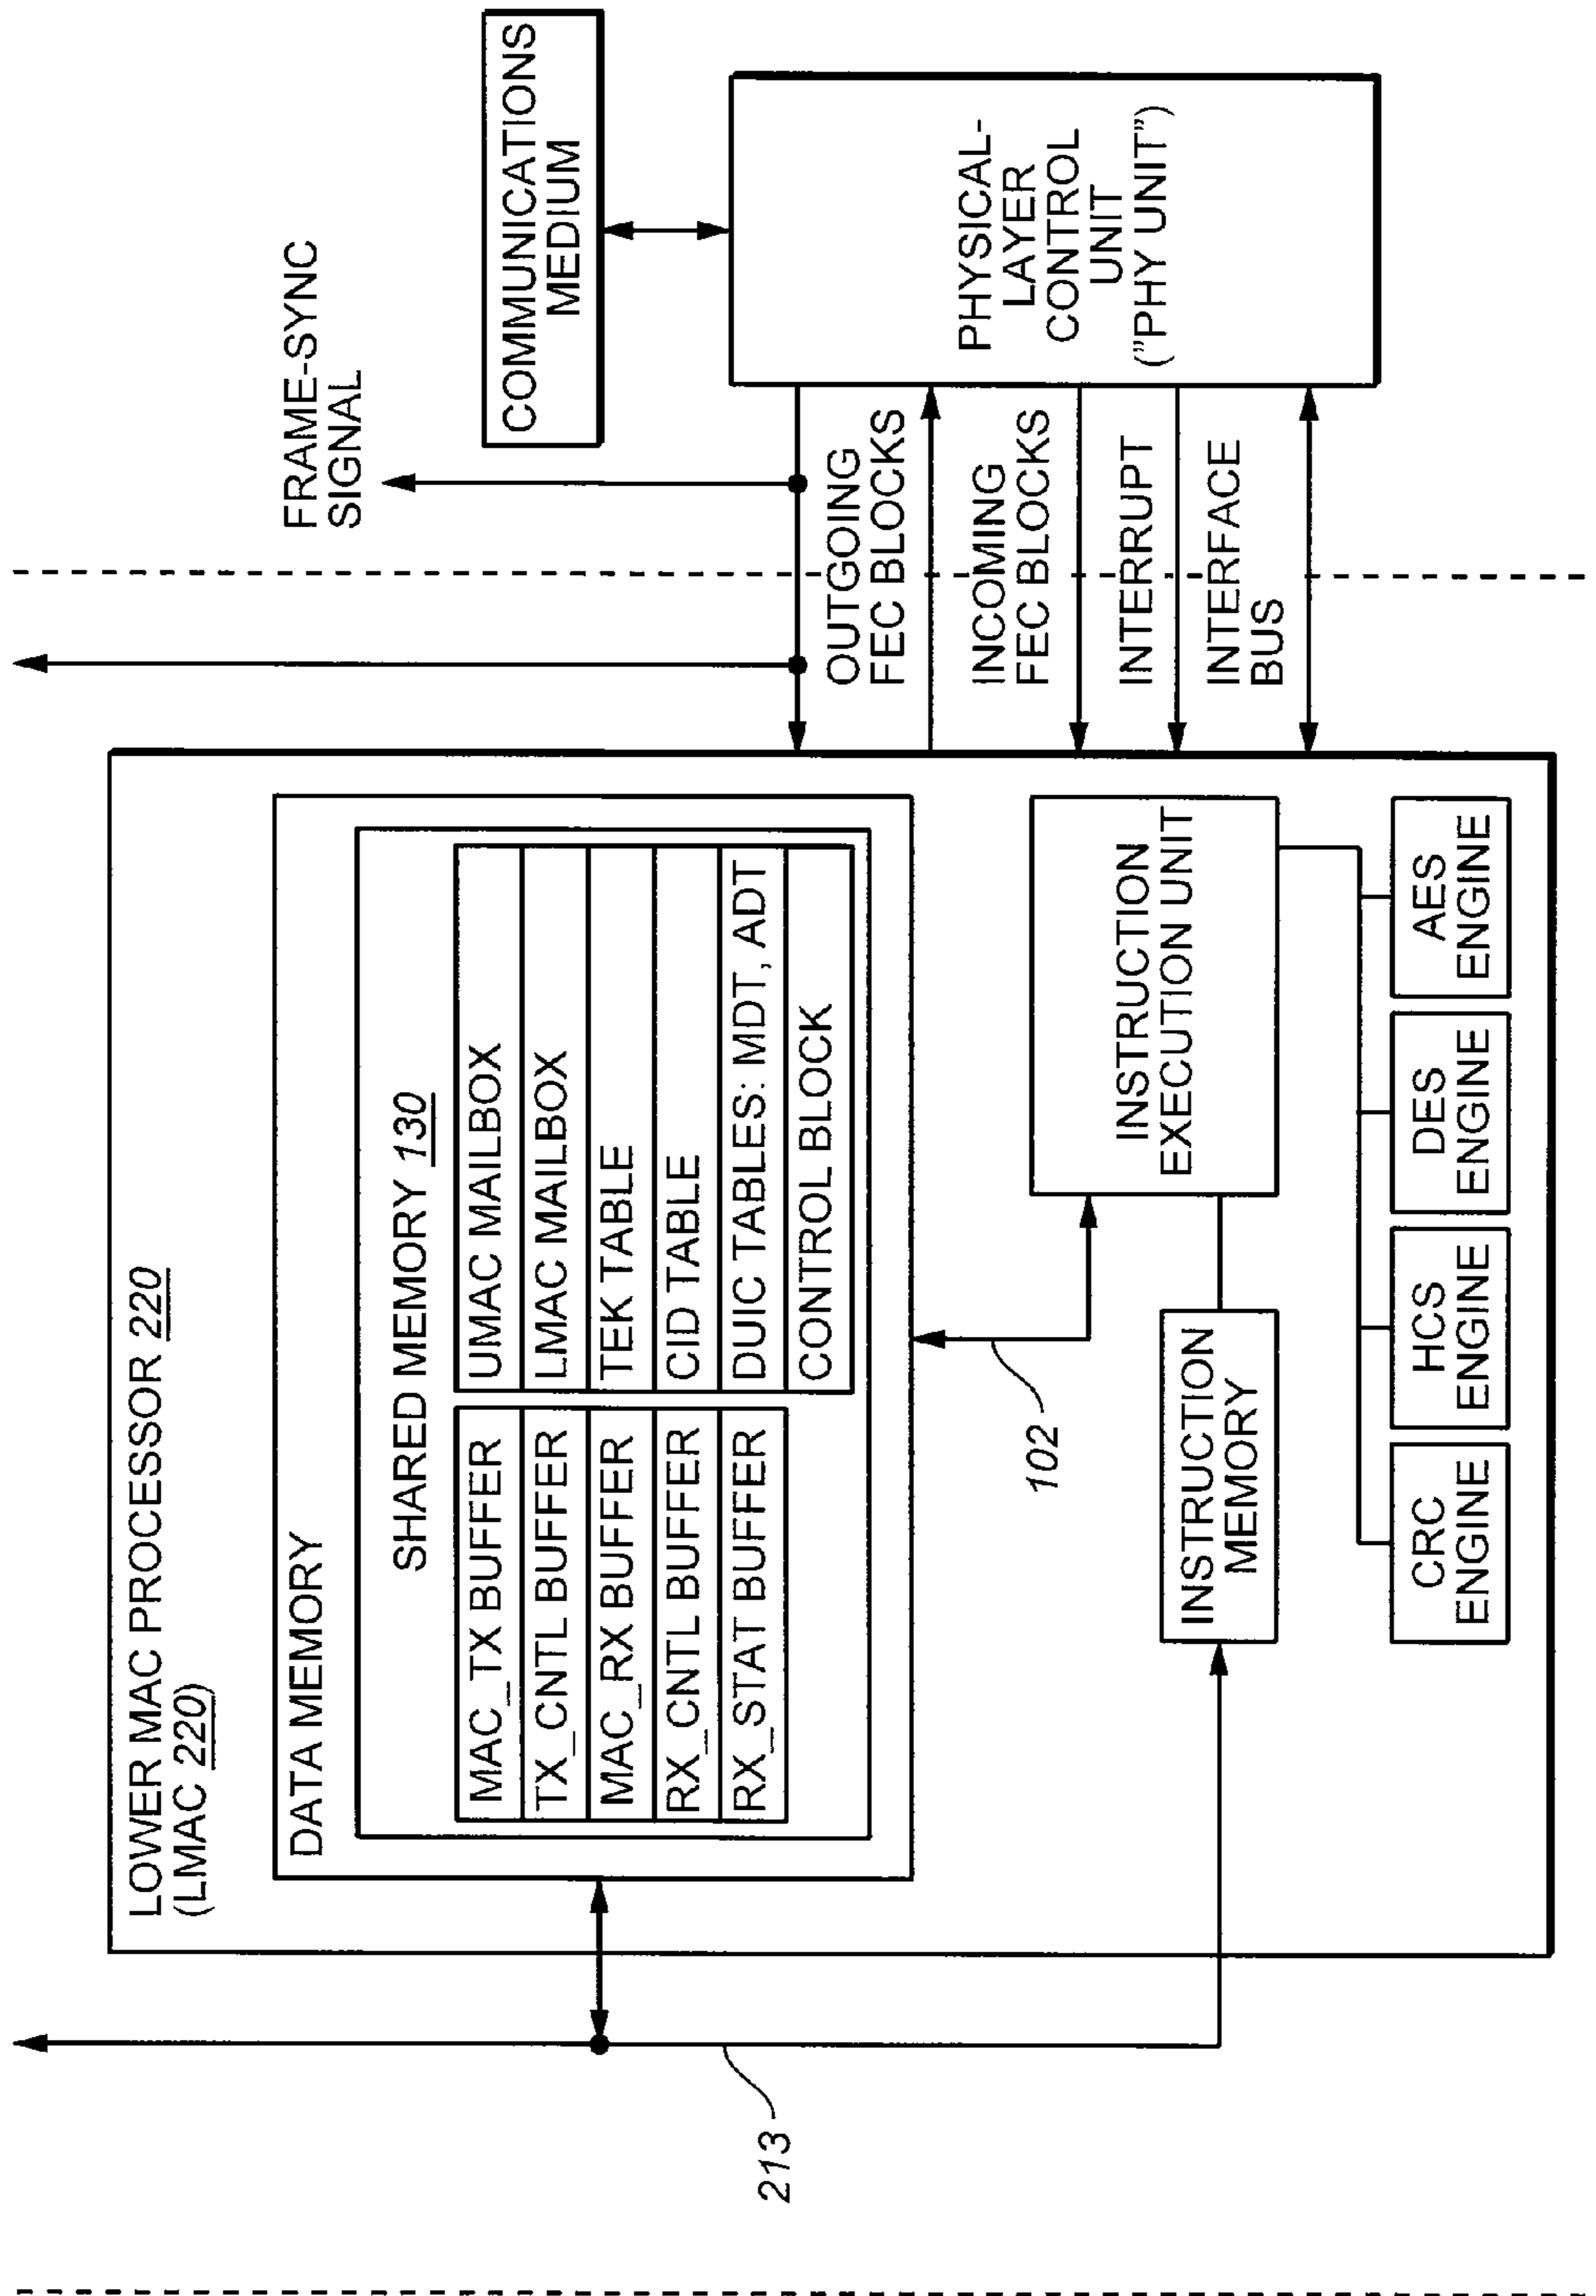 LOWER MAC PROCESSOR 220
(LMAC 220)
DATA MEMORY
SHARED MEMORY 130
MAC_TX BUFFER
TX_CNTL BUFFER
MAC_RX BUFFER
RX_CNTL BUFFER
RX_STAT BUFFER
UMAC MAILBOX
LMAC MAILBOX
TEK TABLE
CID TABLE
DUIC TABLES: MDT, ADT
CONTROL BLOCK
102
INSTRUCTION
MEMORY
INSTRUCTION
EXECUTION UNIT
CRC
ENGINE
HCS
ENGINE
DES
ENGINE
AES
ENGINE
213
FRAME-SYNC
SIGNAL
OUTGOING
FEC BLOCKS
INCOMING
FEC BLOCKS
INTERRUPT
INTERFACE
BUS
COMMUNICATIONS
MEDIUM
PHYSICAL-
LAYER
CONTROL
UNIT
("PHY UNIT")